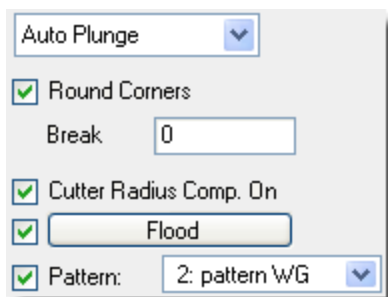 Auto Plunge
Round Corners
Break 0
Cutter Radius Comp. On
Flood
Pattern: 2: pattern WG